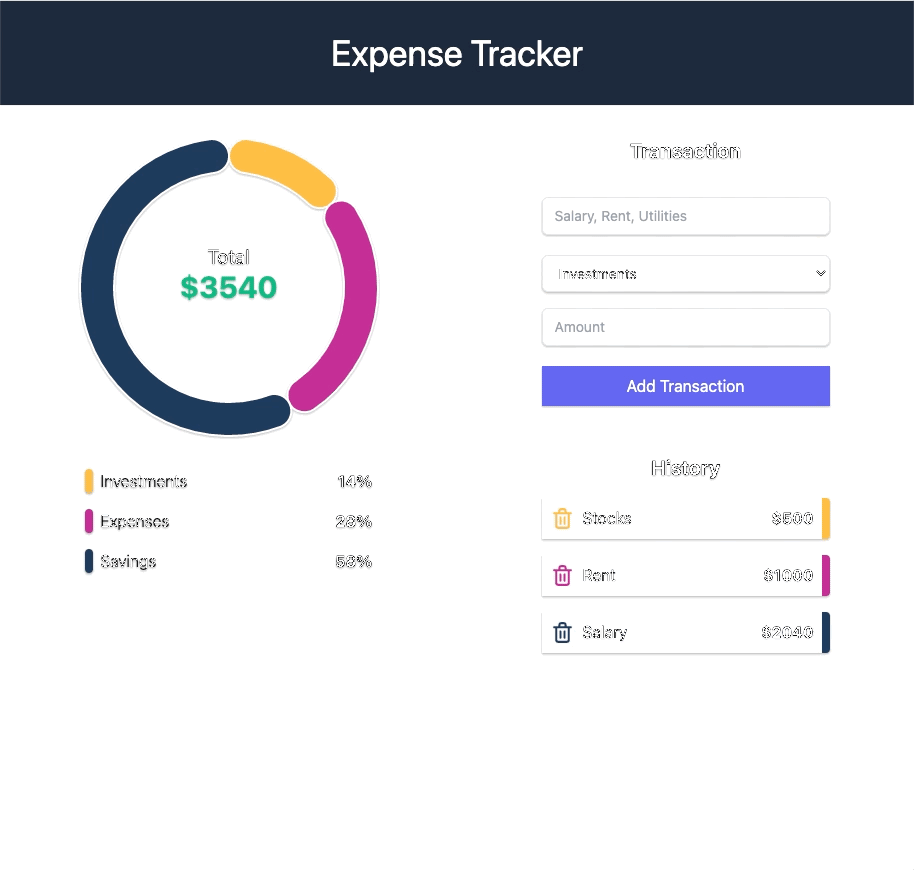 Expense Tracker
Total
$3540
Investments 14%
Expenses 28%
Savings 58%
Transaction
Salary, Rent, Utilities
Investments
Amount
Add Transaction
History
Stocks $500
Rent $1000
Salary $2040